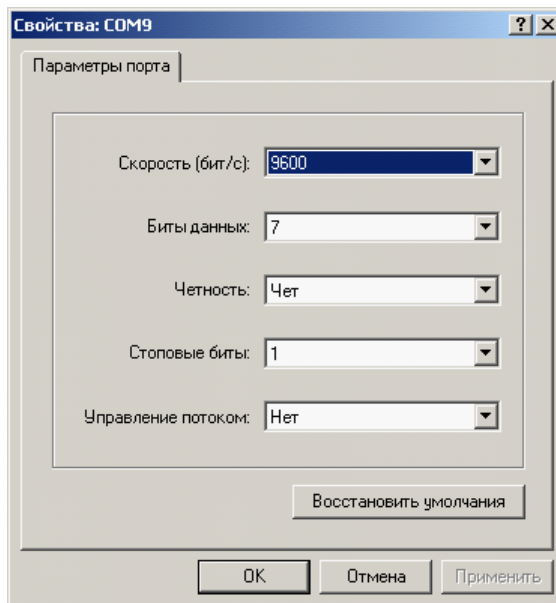 Свойства: COM9
Параметры порта
Скорость (бит/с): 9600
Биты данных: 7
Четность: Чет
Стоповые биты: 1
Управление потоком: Нет
Восстановить умолчания
OK Отмена Применить